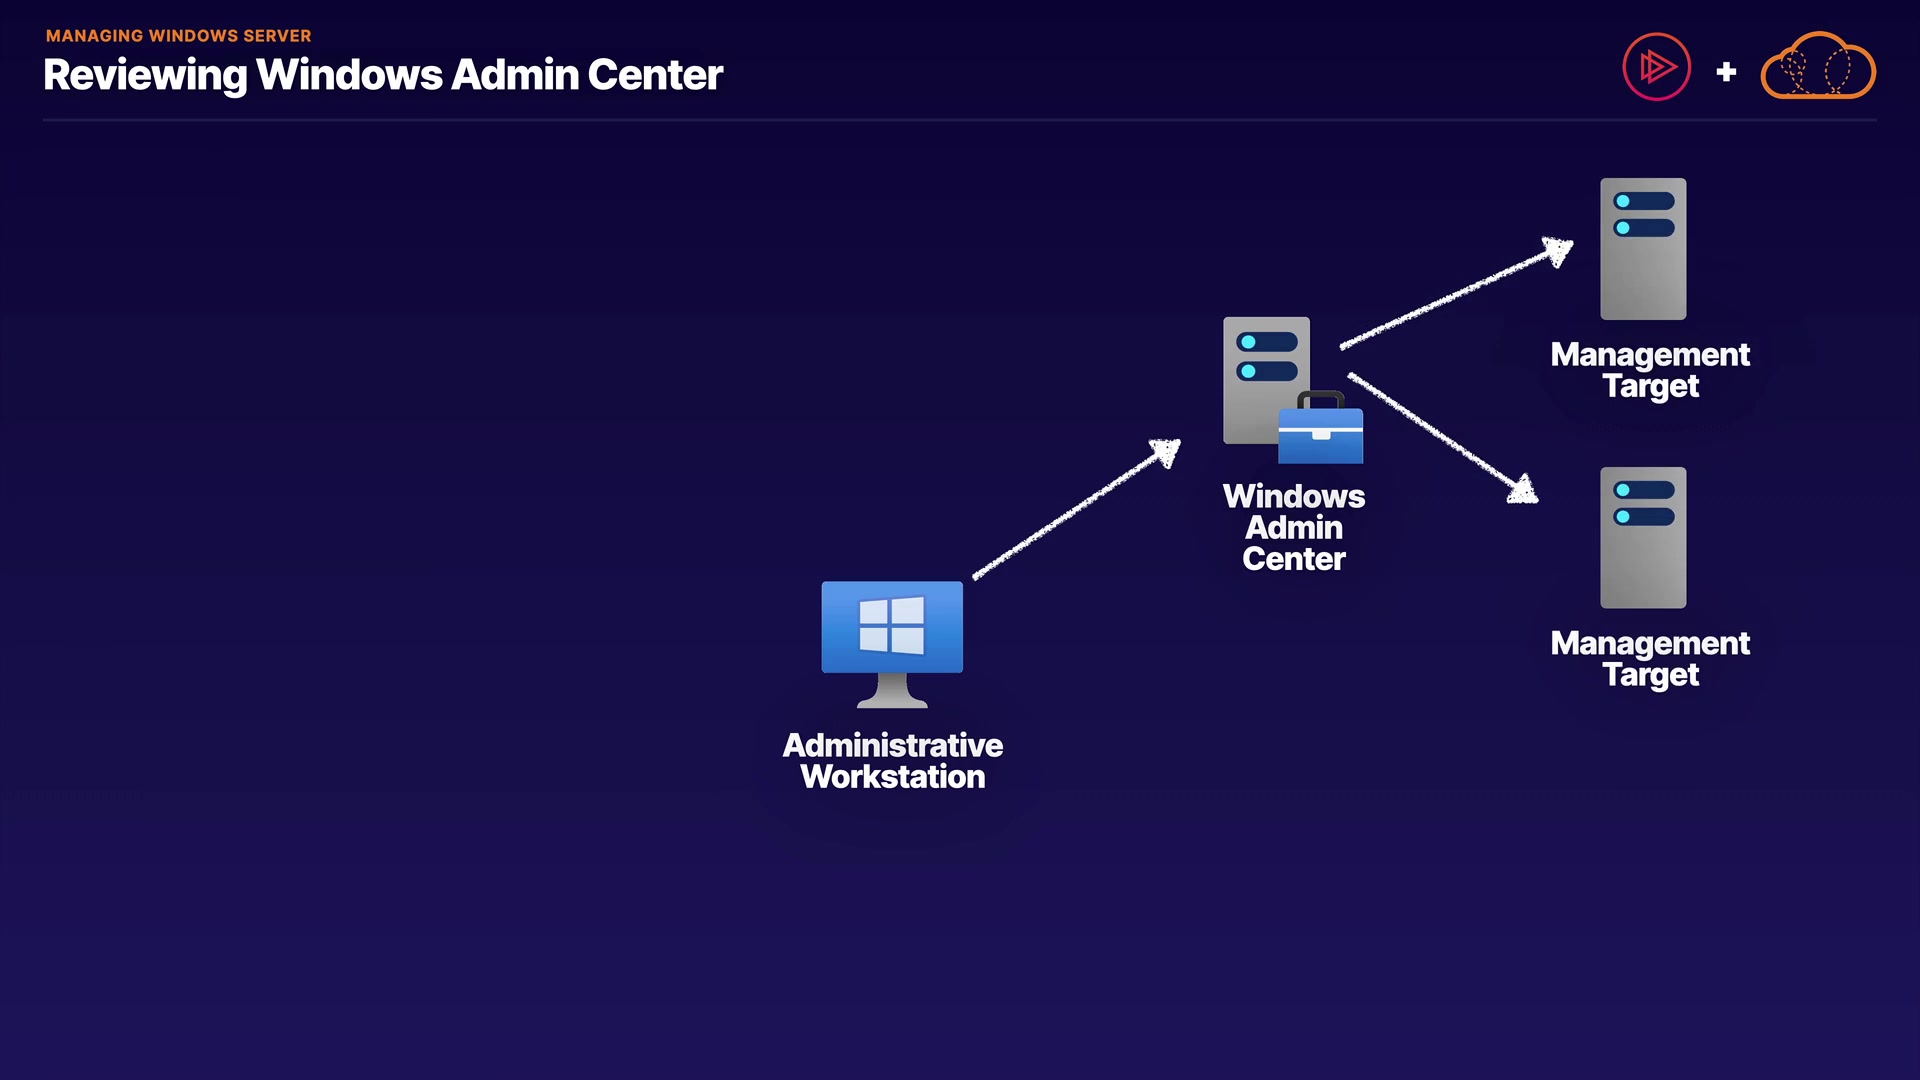 MANAGING WINDOWS SERVER
Reviewing Windows Admin Center
+
Management
Target
Windows
Admin
Center
Management
Target
Administrative
Workstation